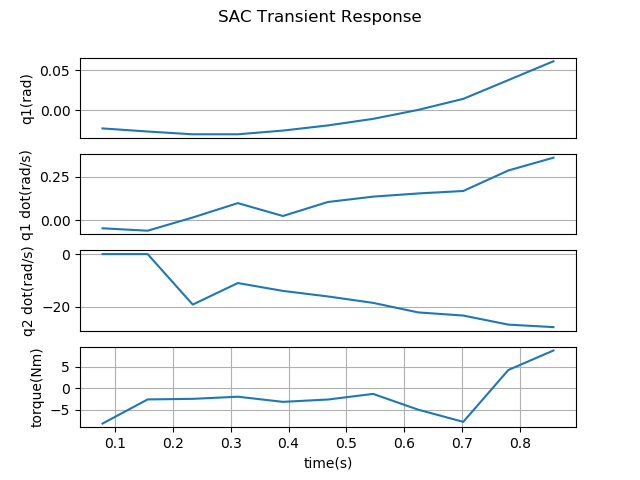 SAC Transient Response
q1(rad)
0.05
0.00
q1 dot(rad/s)
0.25
0.00
q2 dot(rad/s)
0
−20
torque(Nm)
5
0
−5
0.1 0.2 0.3 0.4 0.5 0.6 0.7 0.8
time(s)